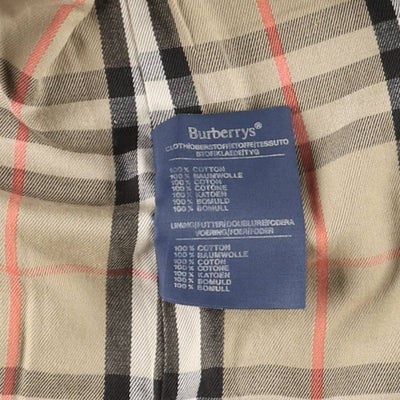 Burberrys®
CLOTH/OBERSTOFF/STOFFE/TESSUTO
STOF/KLAEDE/TYG
100% COTTON
100% BAUMWOLLE
100% COTON
100% COTONE
100% KATOEN
100% BOMULD
100% BOMULL
LINING/FUTTER/DOUBLURE/FODERA
VOERING/FOER/FODER
100% COTTON
100% BAUMWOLLE
100% COTON
100% COTONE
100% KATOEN
100% BOMULD
100% BOMULL